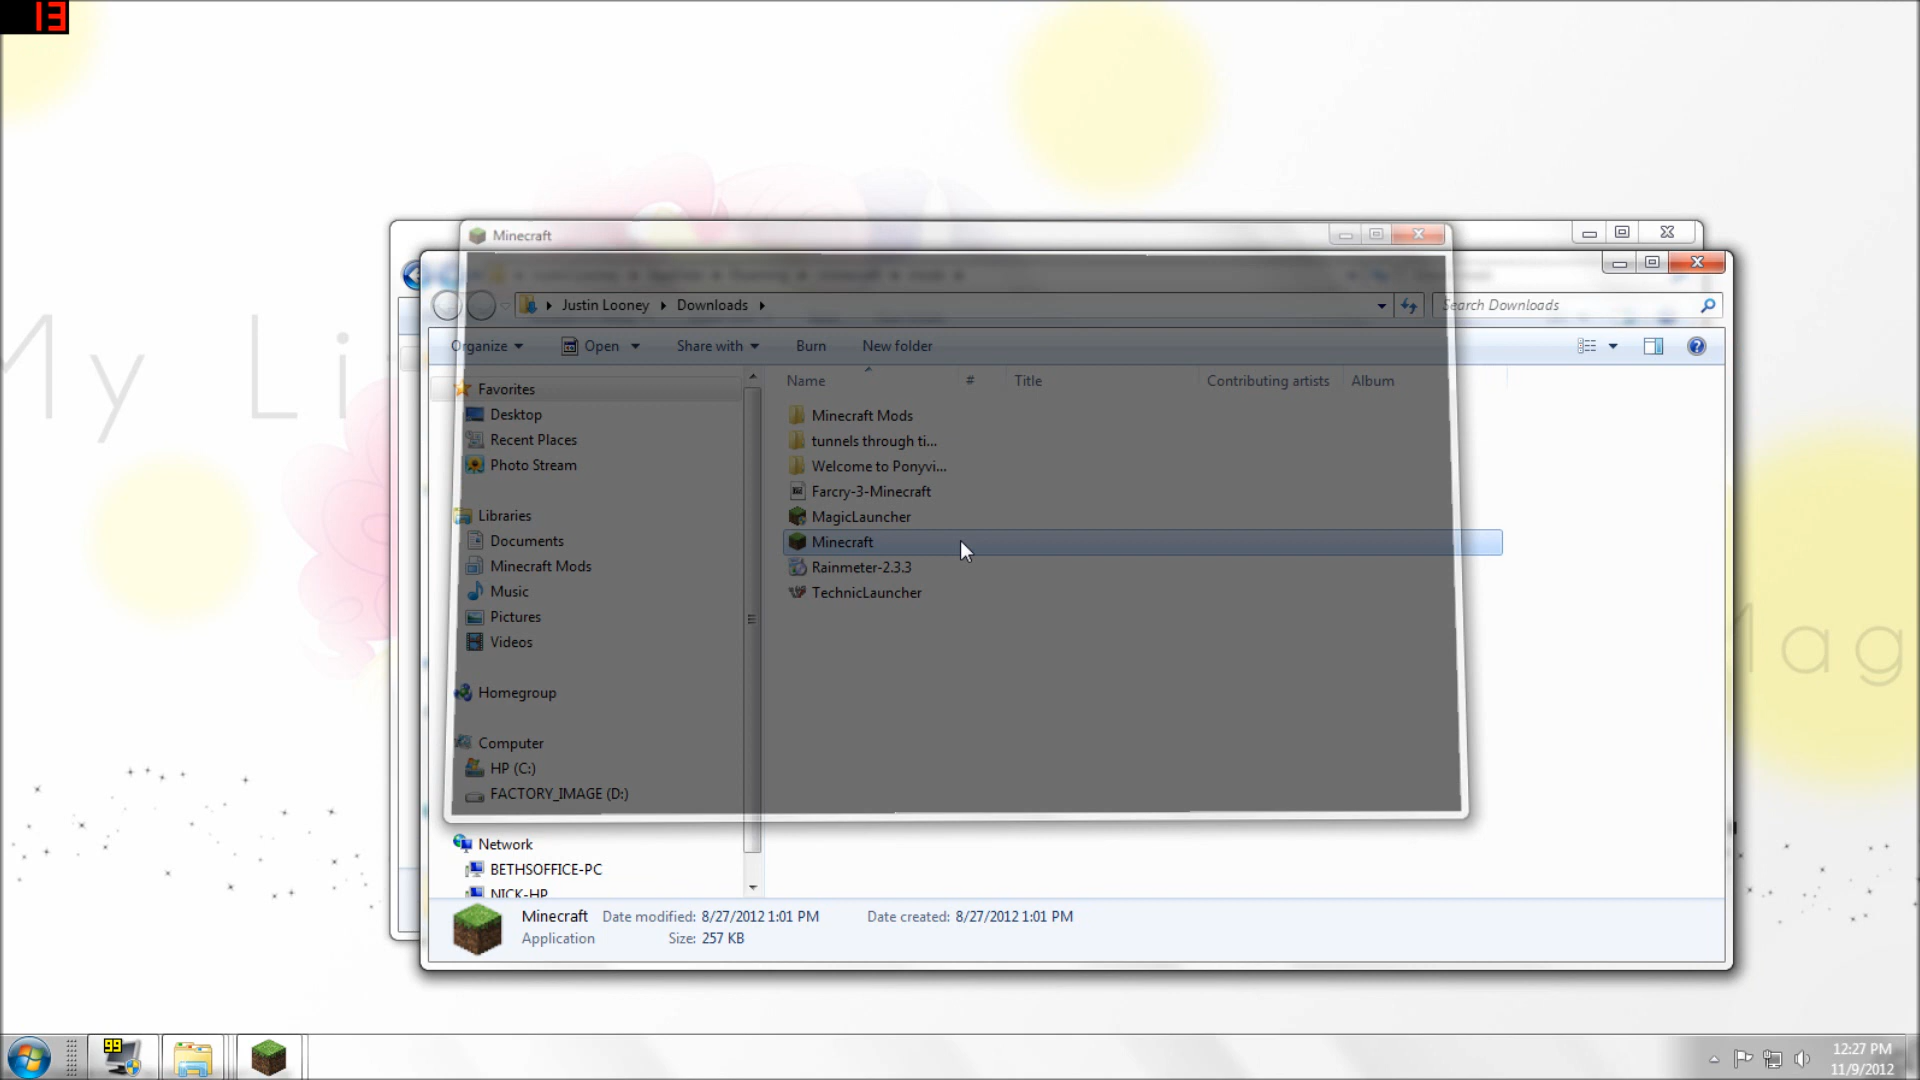 13
Minecraft
Justin Looney
Downloads
Search Downloads
Organize
Open
Share with
Burn
New folder
Name
#
Title
Contributing artists
Album
Favorites
Desktop
Recent Places
Photo Stream
Libraries
Documents
Minecraft Mods
Music
Pictures
Videos
Homegroup
Computer
HP (C:)
FACTORY_IMAGE (D:)
Network
BETHSOFFICE-PC
NICK-HP
Minecraft Mods
tunnels through ti...
Welcome to Ponyvi...
Farcry-3-Minecraft
MagicLauncher
Minecraft
Rainmeter-2.3.3
TechnicLauncher
My Li
Mag
Minecraft Date modified: 8/27/2012 1:01 PM Date created: 8/27/2012 1:01 PM
Application Size: 257 KB
99
12:27 PM
11/9/2012